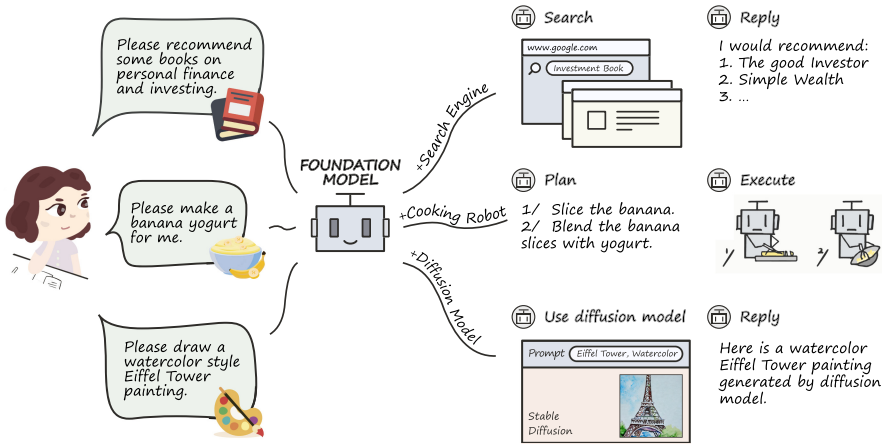 Please recommend
some books on
personal finance
and investing.
Please make a
banana yogurt
for me.
Please draw a
watercolor style
Eiffel Tower
painting.
FOUNDATION
MODEL
+Search Engine
+Cooking Robot
+Diffusion Model
Search
www.google.com
Investment Book
Reply
I would recommend:
1. The good Investor
2. Simple Wealth
3. ...
Plan
1/ Slice the banana.
2/ Blend the banana
slices with yogurt.
Execute
1/
2/
Use diffusion model
Prompt
Eiffel Tower, Watercolor
Stable
Diffusion
Reply
Here is a watercolor
Eiffel Tower painting
generated by diffusion
model.